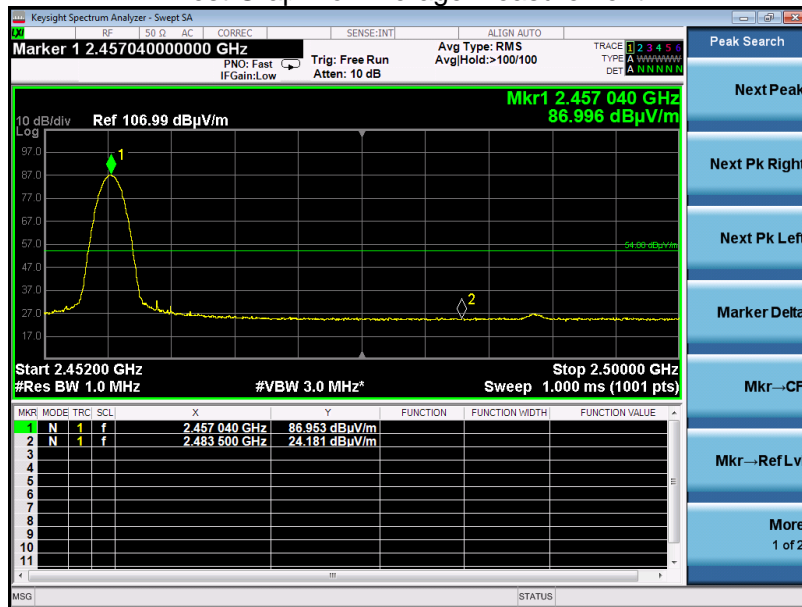 Keysight Spectrum Analyzer - Swept SA
LXI RF 50 Ω AC CORREC SENSE:INT ALIGN AUTO
Marker 1 2.457040000000 GHz
PNO: Fast
IFGain:Low
Trig: Free Run
Atten: 10 dB
Avg Type: RMS
Avg|Hold:>100/100
TRACE 1 2 3 4 5 6
TYPE A WWWWW
DET A N N N N N
Peak Search
Next Peak
Next Pk Right
Next Pk Left
Marker Delta
Mkr→CF
Mkr→Ref Lv
More
1 of 2
Mkr1 2.457 040 GHz
86.996 dBµV/m
10 dB/div Ref 106.99 dBµV/m
Log
97.0
87.0
77.0
67.0
57.0
47.0
37.0
27.0
17.0
1
2
54.00 dBµV/m
Start 2.45200 GHz Stop 2.50000 GHz
#Res BW 1.0 MHz #VBW 3.0 MHz* Sweep 1.000 ms (1001 pts)
MKR MODE TRC SCL X Y FUNCTION FUNCTION WIDTH FUNCTION VALUE
1 N 1 f 2.457 040 GHz 86.953 dBµV/m
2 N 1 f 2.483 500 GHz 24.181 dBµV/m
3
4
5
6
7
8
9
10
11
MSG STATUS